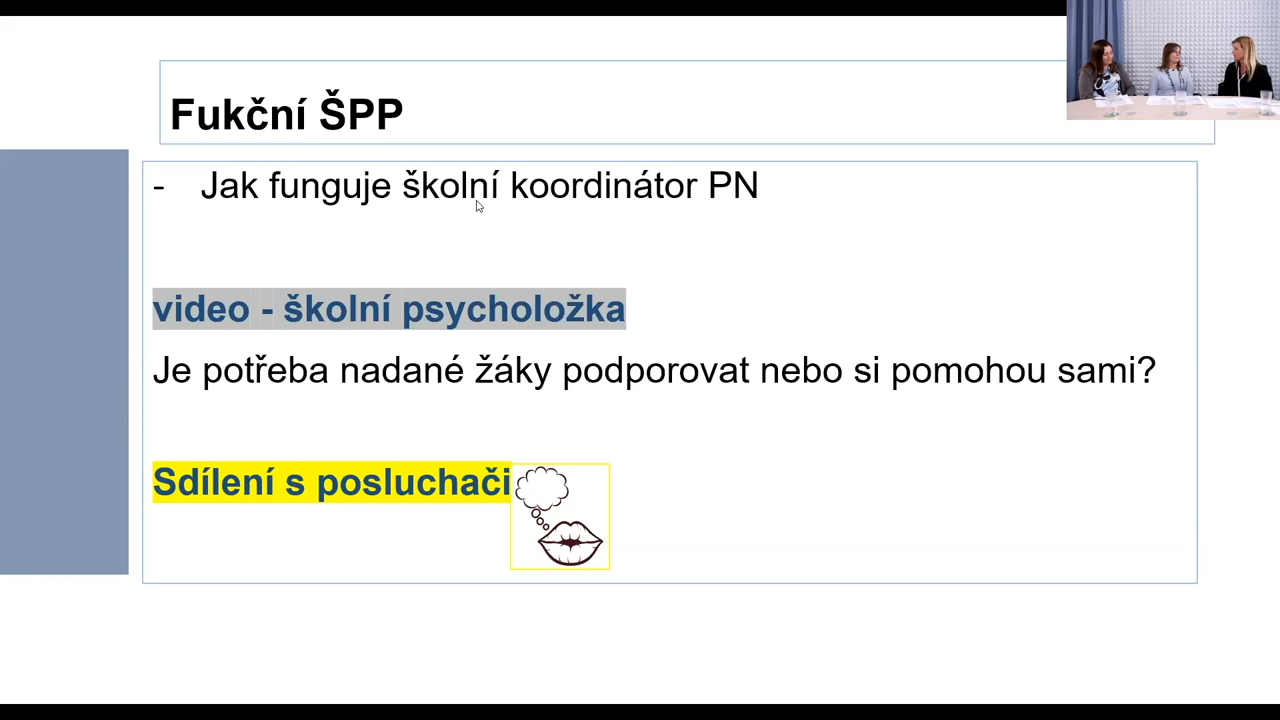 Fukční ŠPP
- Jak funguje školní koordinátor PN
video - školní psycholožka
Je potřeba nadané žáky podporovat nebo si pomohou sami?
Sdílení s posluchači